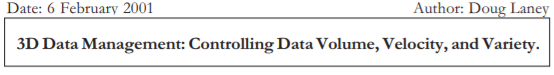 Date: 6 February 2001 Author: Doug Laney
3D Data Management: Controlling Data Volume, Velocity, and Variety.